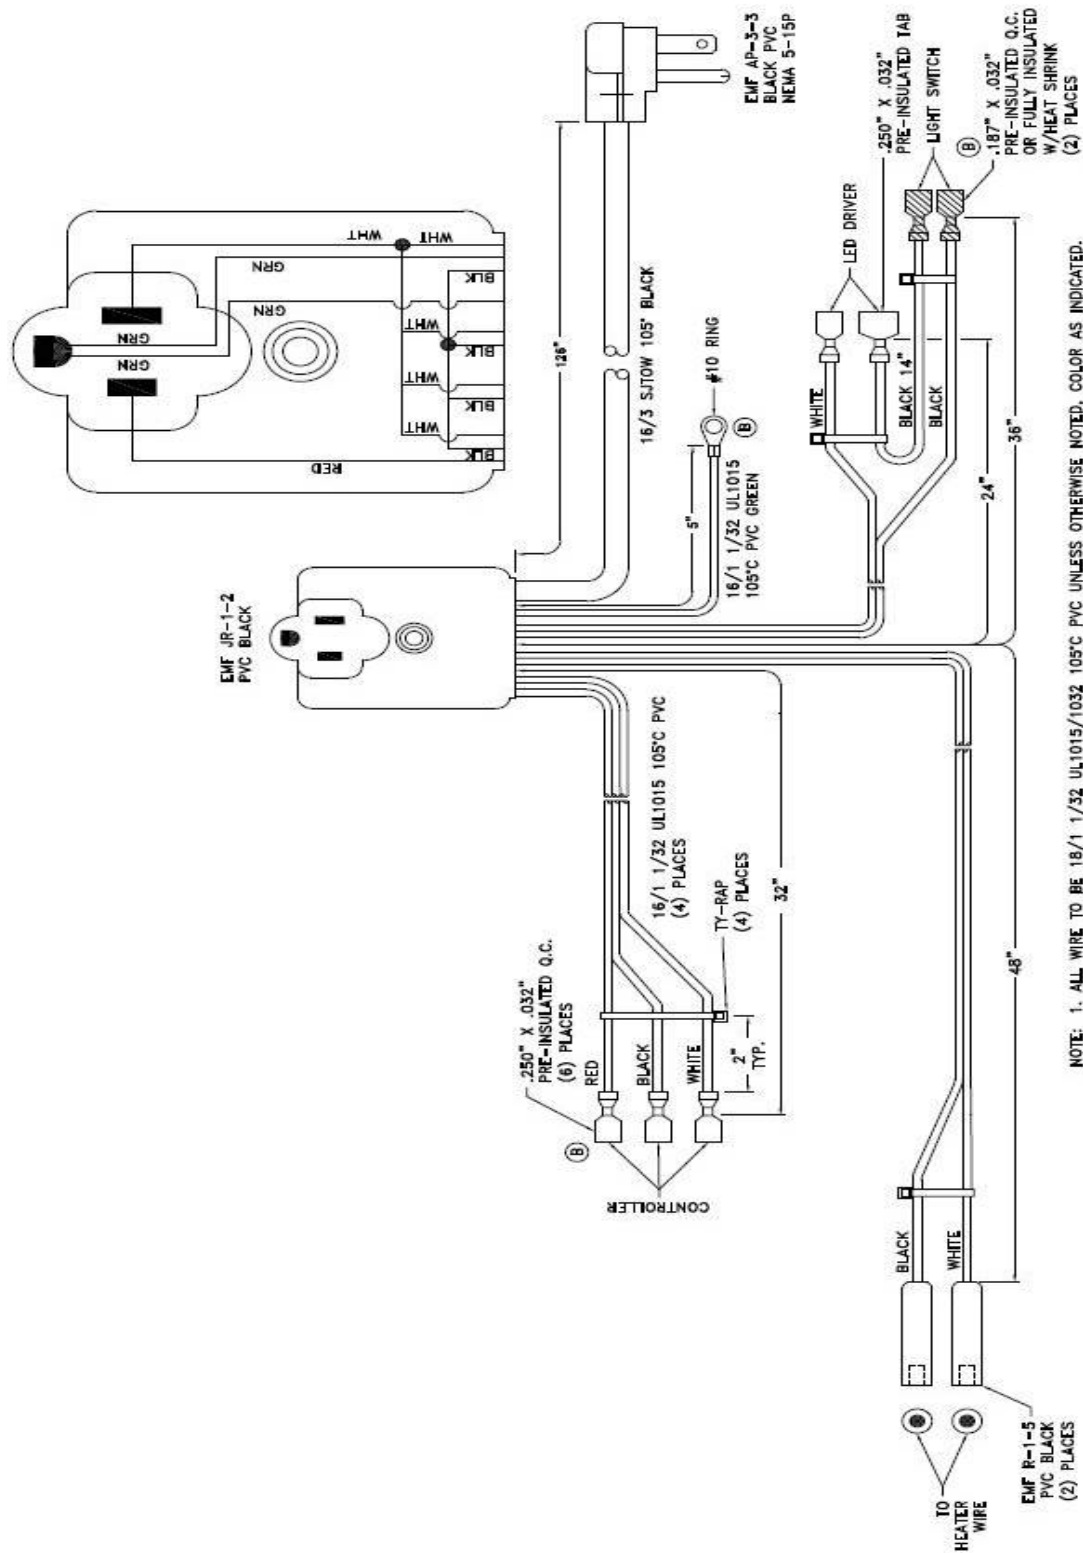 EMF JR-1-2
PVC BLACK
RED
GRN
GRN
GRN
GRN
WHT
WHT
WHT
WHT
WHT
BLK
BLK
BLK
BLK
126"
16/3 SJTOW 105° BLACK
EMF AP-3-3
BLACK PVC
NEMA 5-15P
5"
#10 RING
B
16/1 1/32 UL1015
105°C PVC GREEN
.250" X .032"
PRE-INSULATED Q.C.
(6) PLACES
B
RED
BLACK
WHITE
CONTROLLER
16/1 1/32 UL1015 105°C PVC
(4) PLACES
TY-RAP
(4) PLACES
2"
TYP.
32"
WHITE
LED DRIVER
.250" X .032"
PRE-INSULATED TAB
BLACK 14"
BLACK
LIGHT SWITCH
B
.187" X .032"
PRE-INSULATED Q.C.
OR FULLY INSULATED
W/HEAT SHRINK
(2) PLACES
24"
36"
48"
BLACK
WHITE
TO
HEATER
WIRE
EMF R-1-5
PVC BLACK
(2) PLACES
NOTE: 1. ALL WIRE TO BE 18/1 1/32 UL1015/1032 105°C PVC UNLESS OTHERWISE NOTED. COLOR AS INDICATED.